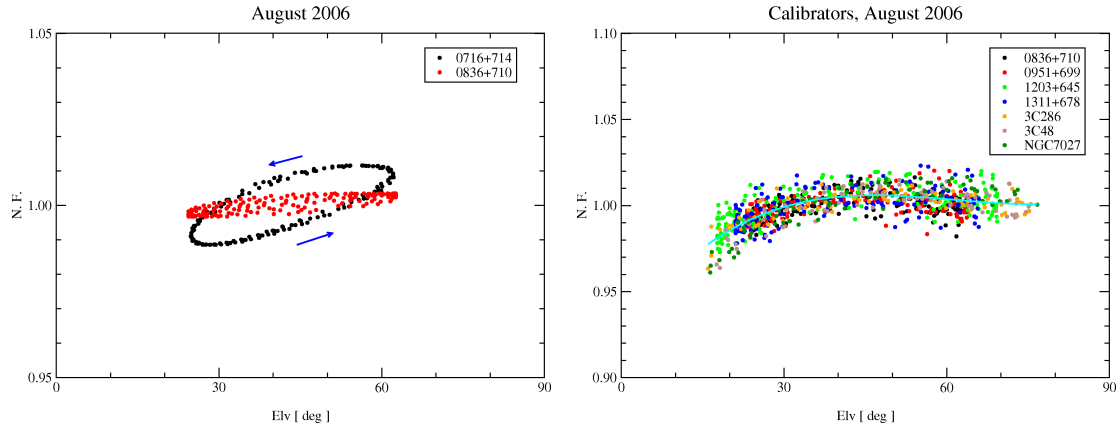 August 2006
1.05
0716+714
0836+710
N. F.
1.00
0.95
0
30
60
90
Elv [ deg ]
Calibrators, August 2006
1.10
0836+710
0951+699
1203+645
1311+678
3C286
3C48
NGC7027
1.05
N. F.
1.00
0.95
0.90
0
30
60
90
Elv [ deg ]